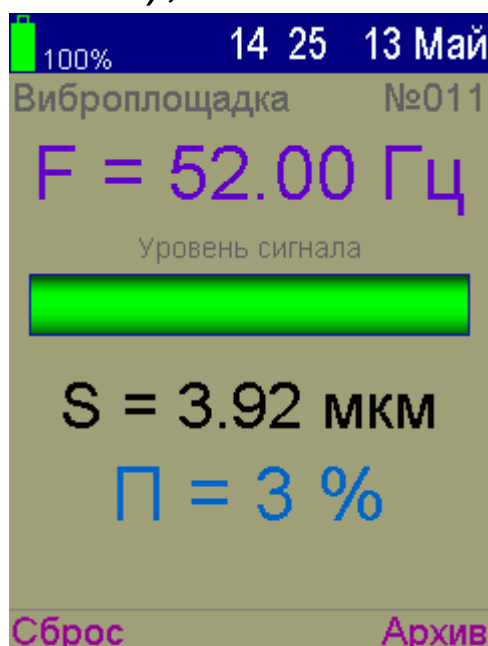 100% 14 25 13 Май
Виброплощадка №011
F = 52.00 Гц
Уровень сигнала
S = 3.92 мкм
П = 3 %
Сброс Архив